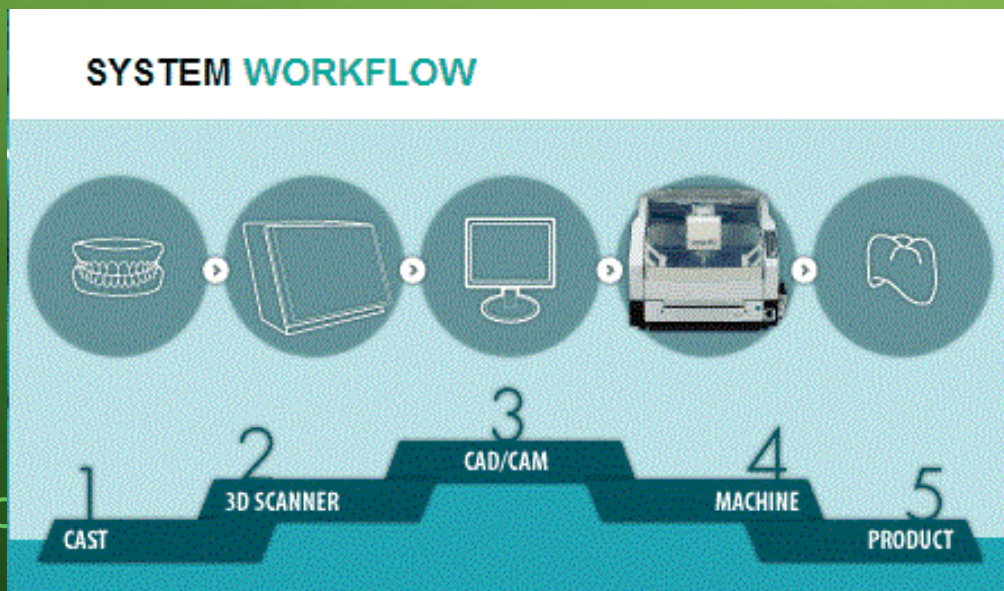 SYSTEM WORKFLOW
1
CAST
2
3D SCANNER
3
CAD/CAM
4
MACHINE
5
PRODUCT